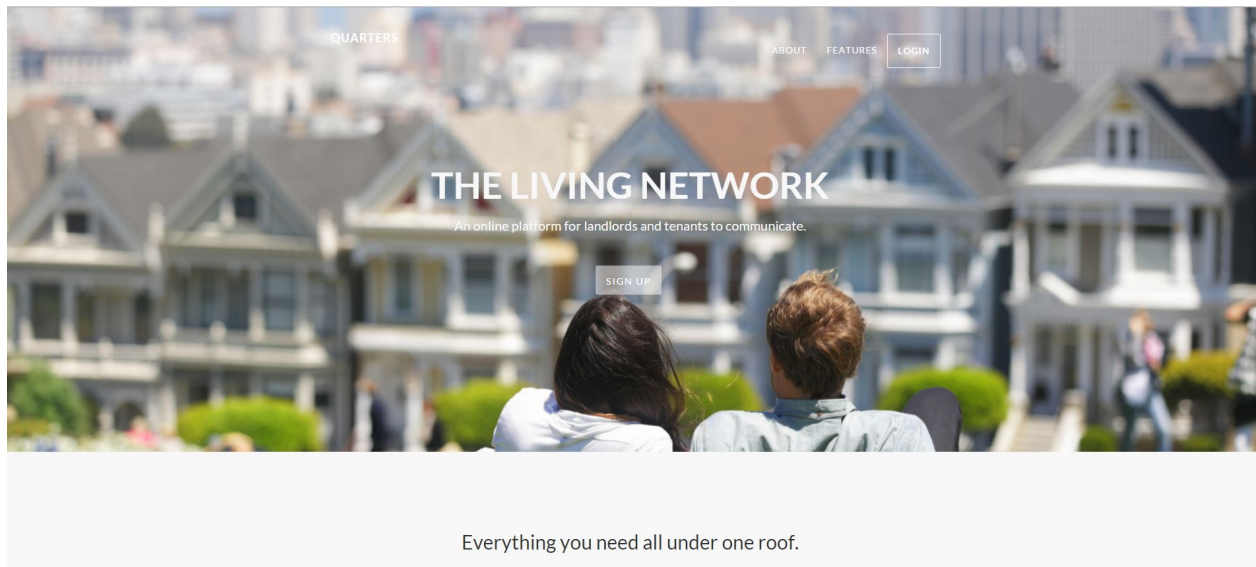 QUARTERS
ABOUT FEATURES LOGIN
THE LIVING NETWORK
An online platform for landlords and tenants to communicate.
SIGN UP
Everything you need all under one roof.